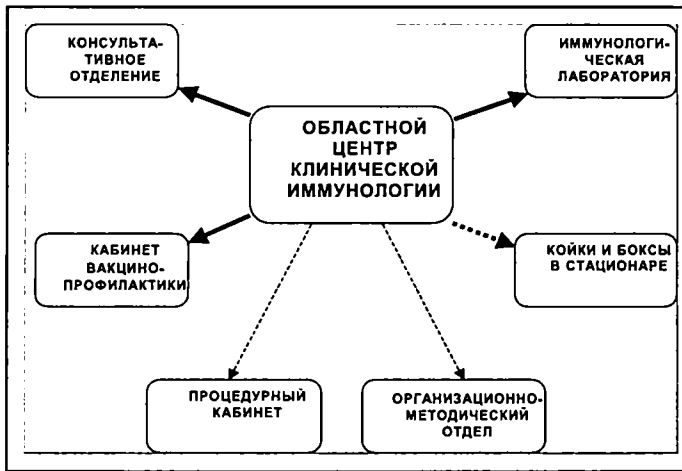 КОНСУЛЬТА-
ТИВНОЕ
ОТДЕЛЕНИЕ
ИММУНОЛОГИ-
ЧЕСКАЯ
ЛАБОРАТОРИЯ
ОБЛАСТНОЙ
ЦЕНТР
КЛИНИЧЕСКОЙ
ИММУНОЛОГИИ
КАБИНЕТ
ВАКЦИНО-
ПРОФИЛАКТИКИ
КОЙКИ И БОКСЫ
В СТАЦИОНАРЕ
ПРОЦЕДУРНЫЙ
КАБИНЕТ
ОРГАНИЗАЦИОННО-
МЕТОДИЧЕСКИЙ
ОТДЕЛ